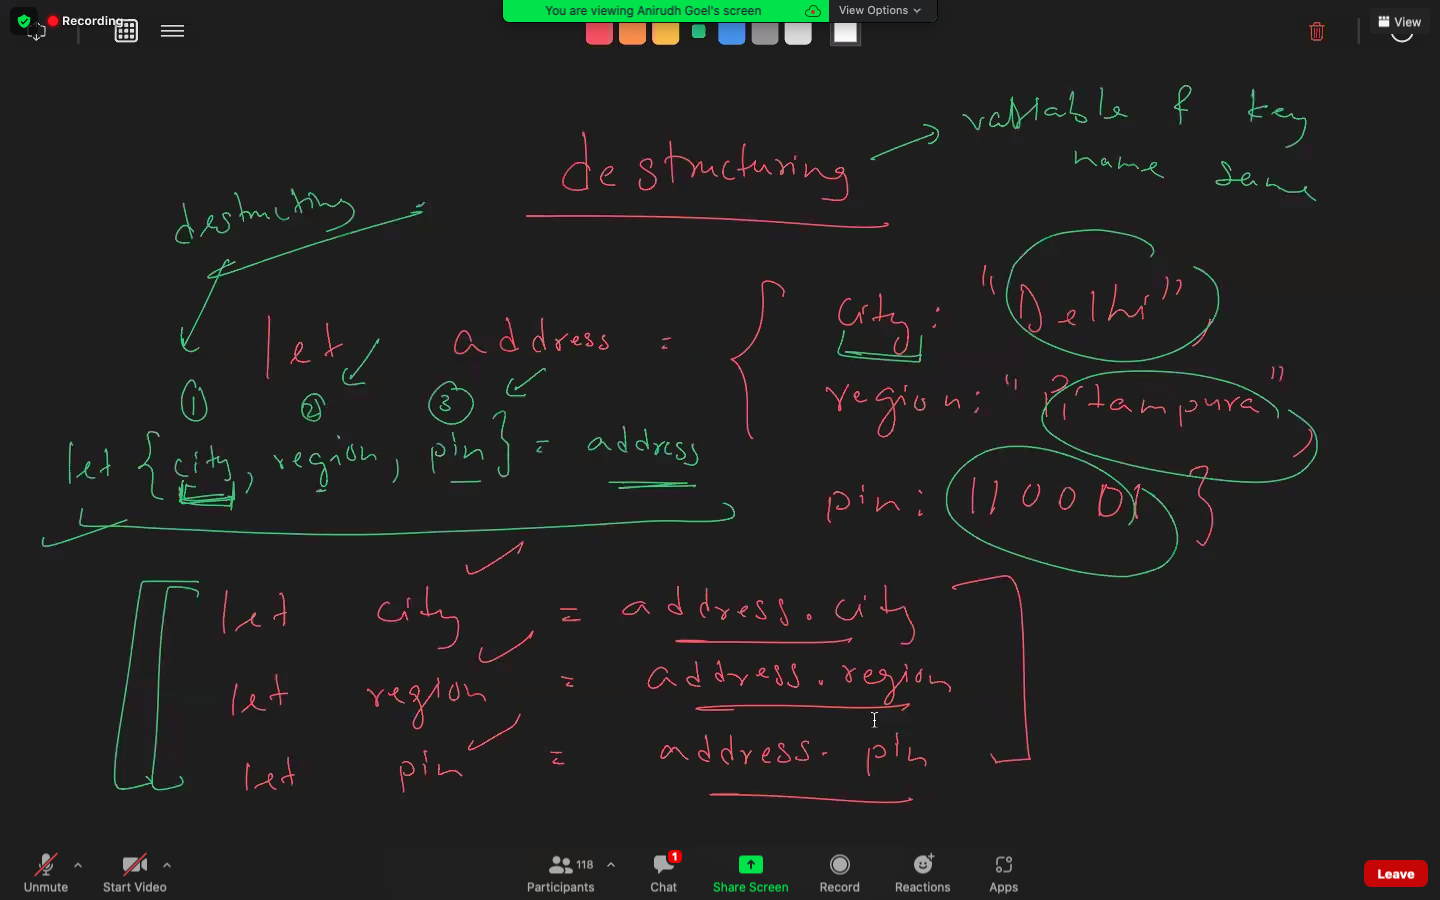 Recording
You are viewing Anirudh Goel's screen
View Options
View
variable & key
name same
destructuring
destructing
let address = {
city: "Delhi",
region: "Pitampura",
pin: 110001 }
1 2 3
let { city, region, pin } = address
let city = address.city
let region = address.region
let pin = address.pin
Unmute
Start Video
118
Participants
1
Chat
Share Screen
Record
Reactions
Apps
Leave